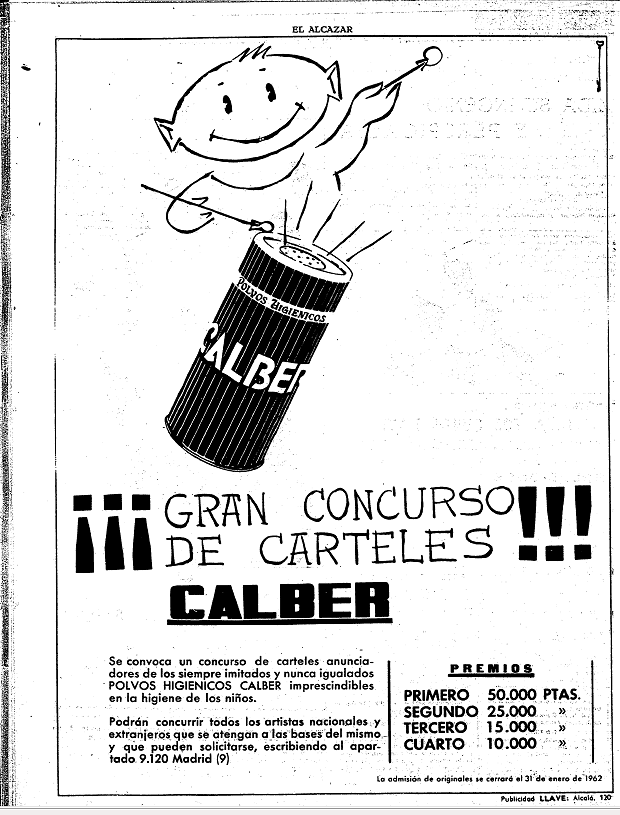 EL ALCAZAR
POLVOS HIGIENICOS
CALBER
¡¡¡ GRAN CONCURSO !!!
DE CARTELES
CALBER
Se convoca un concurso de carteles anuncia-
dores de los siempre imitados y nunca igualados
POLVOS HIGIENICOS CALBER imprescindibles
en la higiene de los niños.
Podrán concurrir todos los artistas nacionales y
extranjeros que se atengan a las bases del mismo
y que pueden solicitarse, escribiendo al apar-
tado 9.120 Madrid (9)
PREMIOS
PRIMERO 50.000 PTAS.
SEGUNDO 25.000 »
TERCERO 15.000 »
CUARTO 10.000 »
La admisión de originales se cerrará el 31 de enero de 1962
Publicidad LLAVE: Alcalá, 120